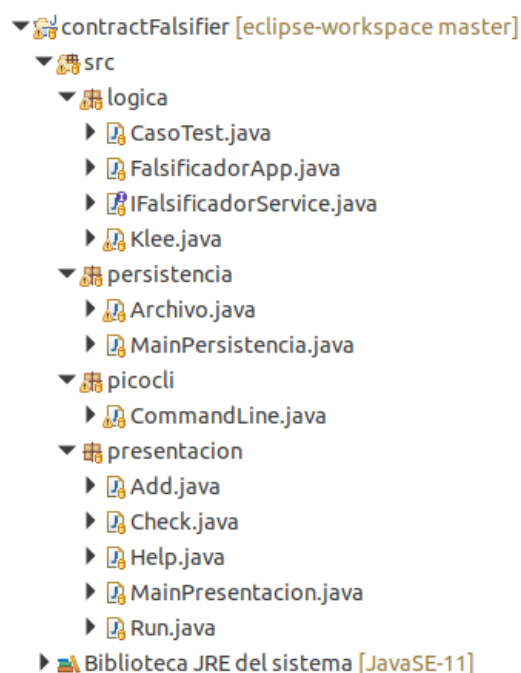 contractFalsifier [eclipse-workspace master]
src
logica
CasoTest.java
FalsificadorApp.java
IFalsificadorService.java
Klee.java
persistencia
Archivo.java
MainPersistencia.java
picocli
CommandLine.java
presentacion
Add.java
Check.java
Help.java
MainPresentacion.java
Run.java
Biblioteca JRE del sistema [JavaSE-11]